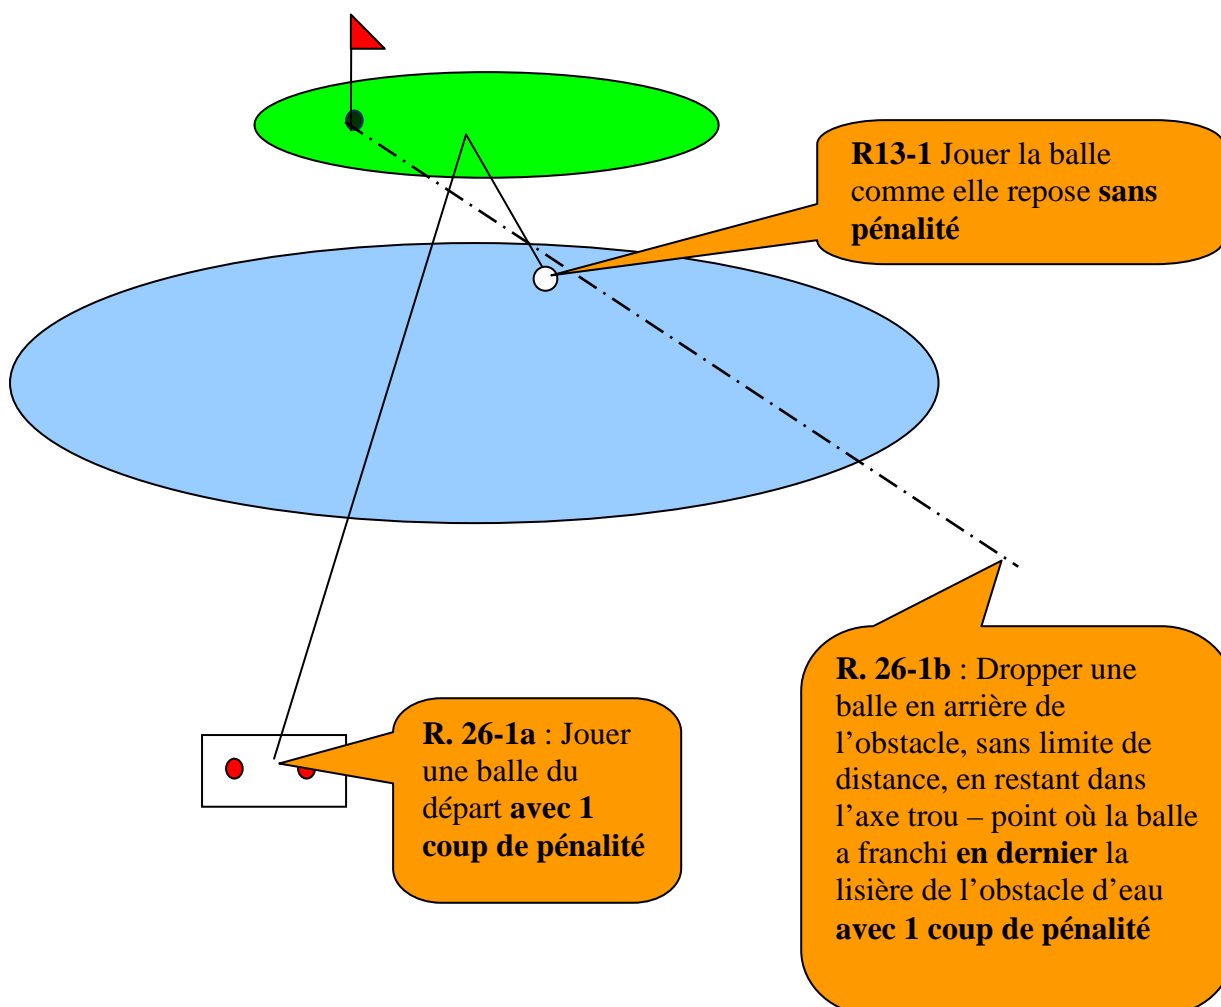 R13-1 Jouer la balle
comme elle repose sans
pénalité
R. 26-1a : Jouer
une balle du
départ avec 1
coup de pénalité
R. 26-1b : Dropper une
balle en arrière de
l’obstacle, sans limite de
distance, en restant dans
l’axe trou – point où la balle
a franchi en dernier la
lisière de l’obstacle d’eau
avec 1 coup de pénalité